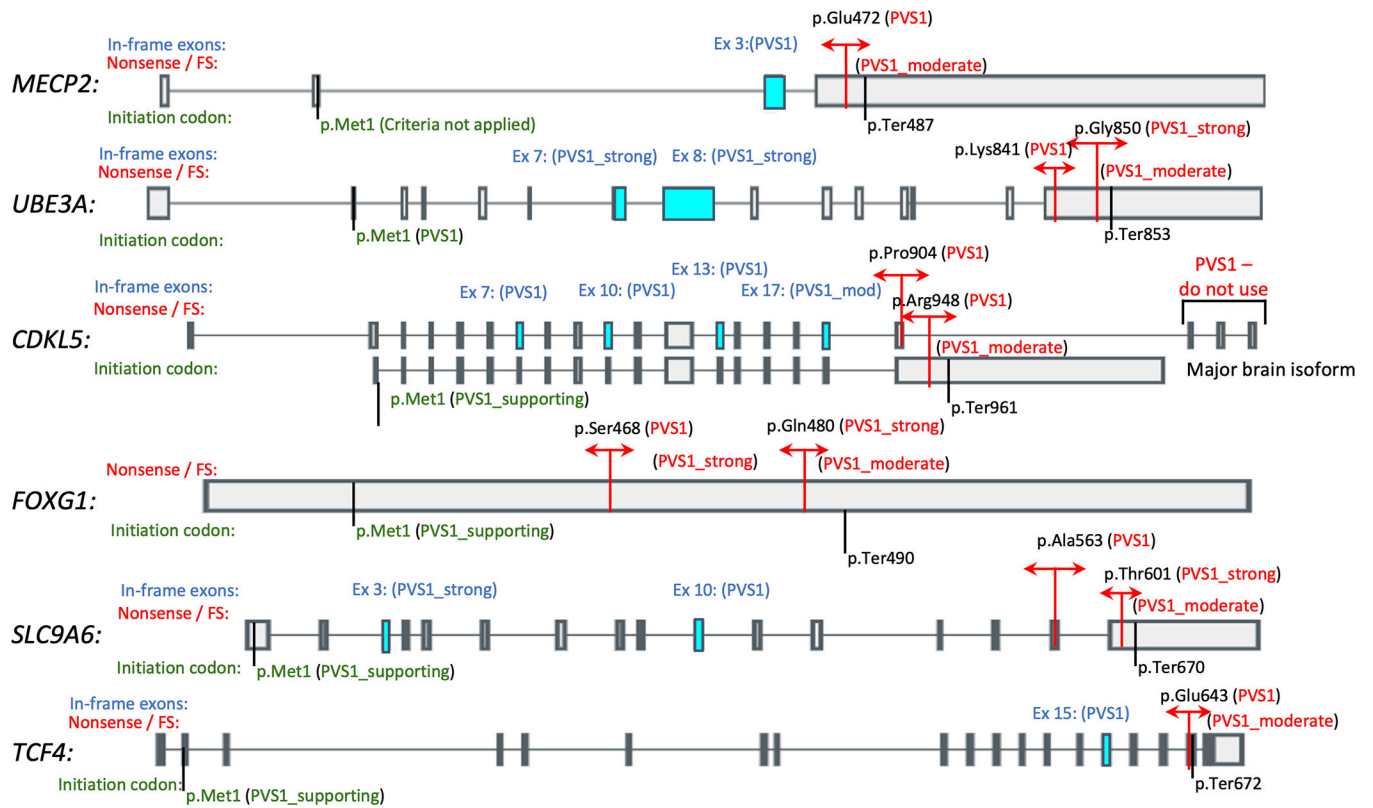 p.Glu472 (PVS1)
In-frame exons:
Ex 3:(PVS1)
Nonsense / FS:
(PVS1_moderate)
MECP2:
Initiation codon:
p.Met1 (Criteria not applied)
p.Ter487
p.Gly850 (PVS1_strong)
In-frame exons:
Ex 7: (PVS1_strong)
Ex 8: (PVS1_strong)
p.Lys841 (PVS1)
Nonsense / FS:
(PVS1_moderate)
UBE3A:
Initiation codon:
p.Met1 (PVS1)
p.Ter853
p.Pro904 (PVS1)
Ex 13: (PVS1)
PVS1 –
do not use
In-frame exons:
Ex 7: (PVS1)
Ex 10: (PVS1)
Ex 17: (PVS1_mod)
p.Arg948 (PVS1)
Nonsense / FS:
CDKL5:
(PVS1_moderate)
Initiation codon:
Major brain isoform
p.Met1 (PVS1_supporting)
p.Ter961
p.Ser468 (PVS1)
p.Gln480 (PVS1_strong)
Nonsense / FS:
(PVS1_strong)
(PVS1_moderate)
FOXG1:
Initiation codon:
p.Met1 (PVS1_supporting)
p.Ter490
p.Ala563 (PVS1)
In-frame exons:
Ex 3: (PVS1_strong)
Ex 10: (PVS1)
p.Thr601 (PVS1_strong)
Nonsense / FS:
(PVS1_moderate)
SLC9A6:
Initiation codon:
p.Met1 (PVS1_supporting)
p.Ter670
In-frame exons:
Ex 15: (PVS1)
p.Glu643 (PVS1)
Nonsense / FS:
(PVS1_moderate)
TCF4:
Initiation codon:
p.Met1 (PVS1_supporting)
p.Ter672